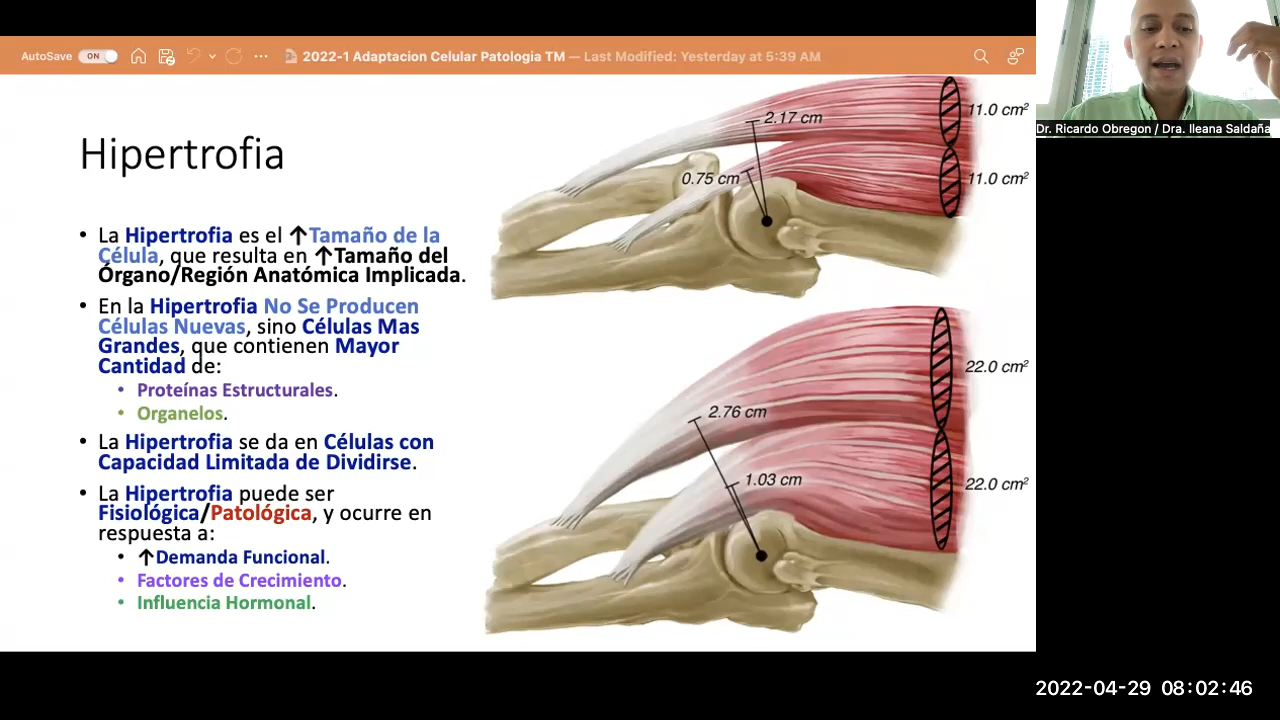 AutoSave ON
2022-1 Adaptacion Celular Patologia TM — Last Modified: Yesterday at 5:39 AM
Hipertrofia
• La Hipertrofia es el ↑Tamaño de la
Célula, que resulta en ↑Tamaño del
Órgano/Región Anatómica Implicada.
• En la Hipertrofia No Se Producen
Células Nuevas, sino Células Mas
Grandes, que contienen Mayor
Cantidad de:
• Proteínas Estructurales.
• Organelos.
• La Hipertrofia se da en Células con
Capacidad Limitada de Dividirse.
• La Hipertrofia puede ser
Fisiológica/Patológica, y ocurre en
respuesta a:
• ↑Demanda Funcional.
• Factores de Crecimiento.
• Influencia Hormonal.
2.17 cm
0.75 cm
11.0 cm²
11.0 cm²
2.76 cm
1.03 cm
22.0 cm²
22.0 cm²
Dr. Ricardo Obregon / Dra. Ileana Saldaña
2022-04-29 08:02:46